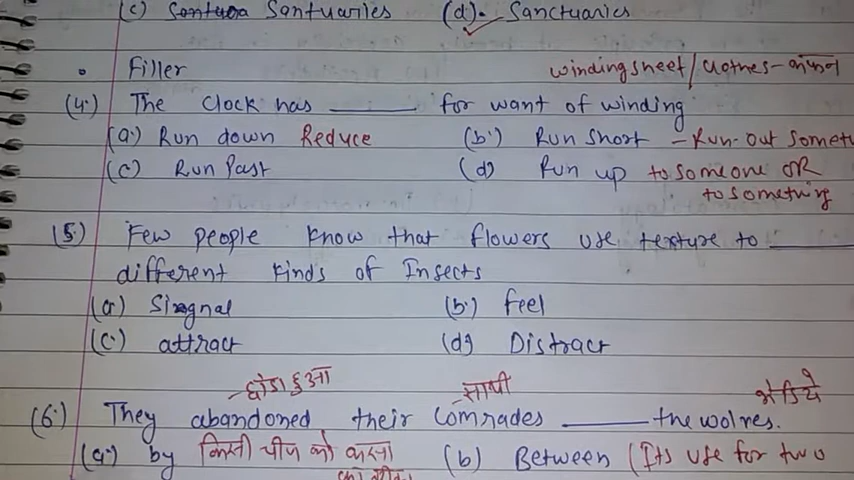 (c) Santuaries (d). Sanctuaries
• Filler windingsheet/clothes-कफन
(4.) The Clock has ______ for want of winding
(a.) Run down Reduce (b.) Run short - Run-out
(c) Run Past (d) Run up to someone OR
to something
(5.) Few people know that flowers use texture to ______
different kinds of Insects
(a) Signal (b.) feel
(c.) attract (d) Distract
छोडा हुआ साथी भेडिये
(6.) They abandoned their Comrades ______ the wolves.
(a.) by किसी चीज को करता (b) Between (Its use for two